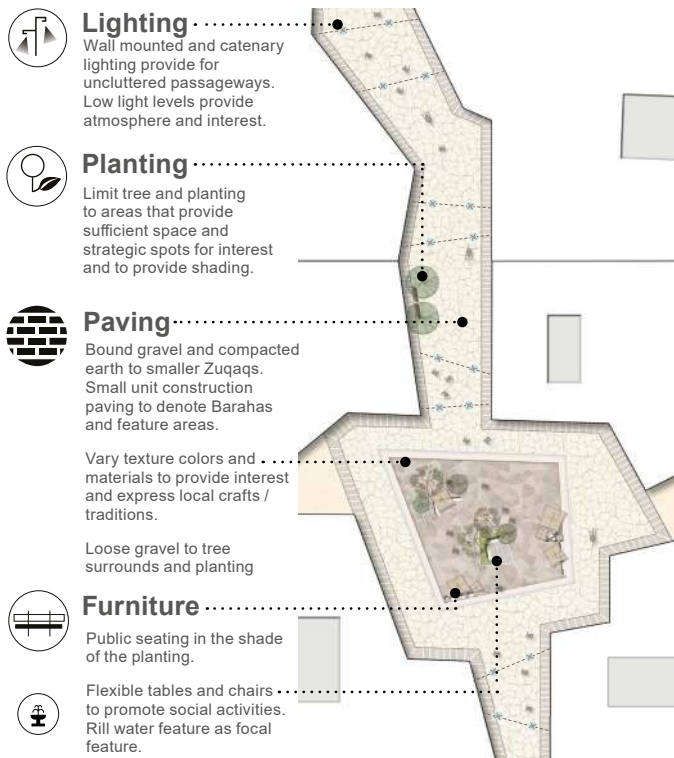 Lighting
Wall mounted and catenary
lighting provide for
uncluttered passageways.
Low light levels provide
atmosphere and interest.
Planting
Limit tree and planting
to areas that provide
sufficient space and
strategic spots for interest
and to provide shading.
Paving
Bound gravel and compacted
earth to smaller Zuqaqs.
Small unit construction
paving to denote Barahas
and feature areas.
Vary texture colors and
materials to provide interest
and express local crafts /
traditions.
Loose gravel to tree
surrounds and planting
Furniture
Public seating in the shade
of the planting.
Flexible tables and chairs
to promote social activities.
Rill water feature as focal
feature.